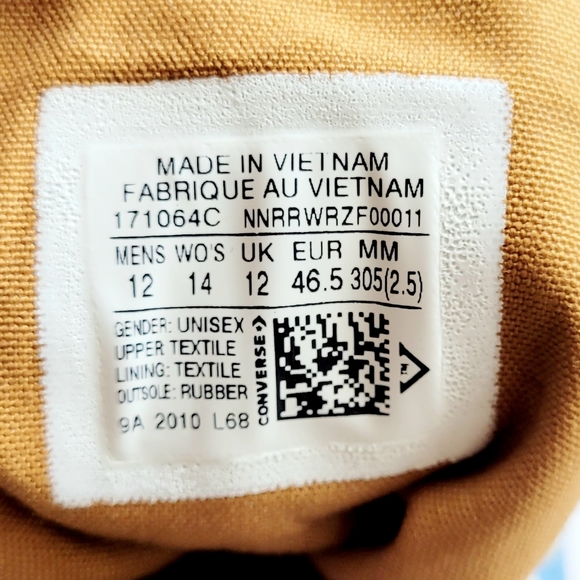 MADE IN VIETNAM
FABRIQUE AU VIETNAM
171064C NNRRWRZF00011
MENS WO'S UK EUR MM
12 14 12 46.5 305(2.5)
GENDER: UNISEX
UPPER TEXTILE
LINING: TEXTILE
OUTSOLE: RUBBER
9A 2010 L68
CONVERSE
TM